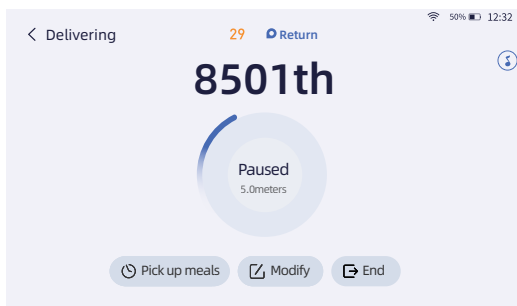 50% 12:32
Delivering 29 Return
8501th
Paused
5.0meters
Pick up meals Modify End